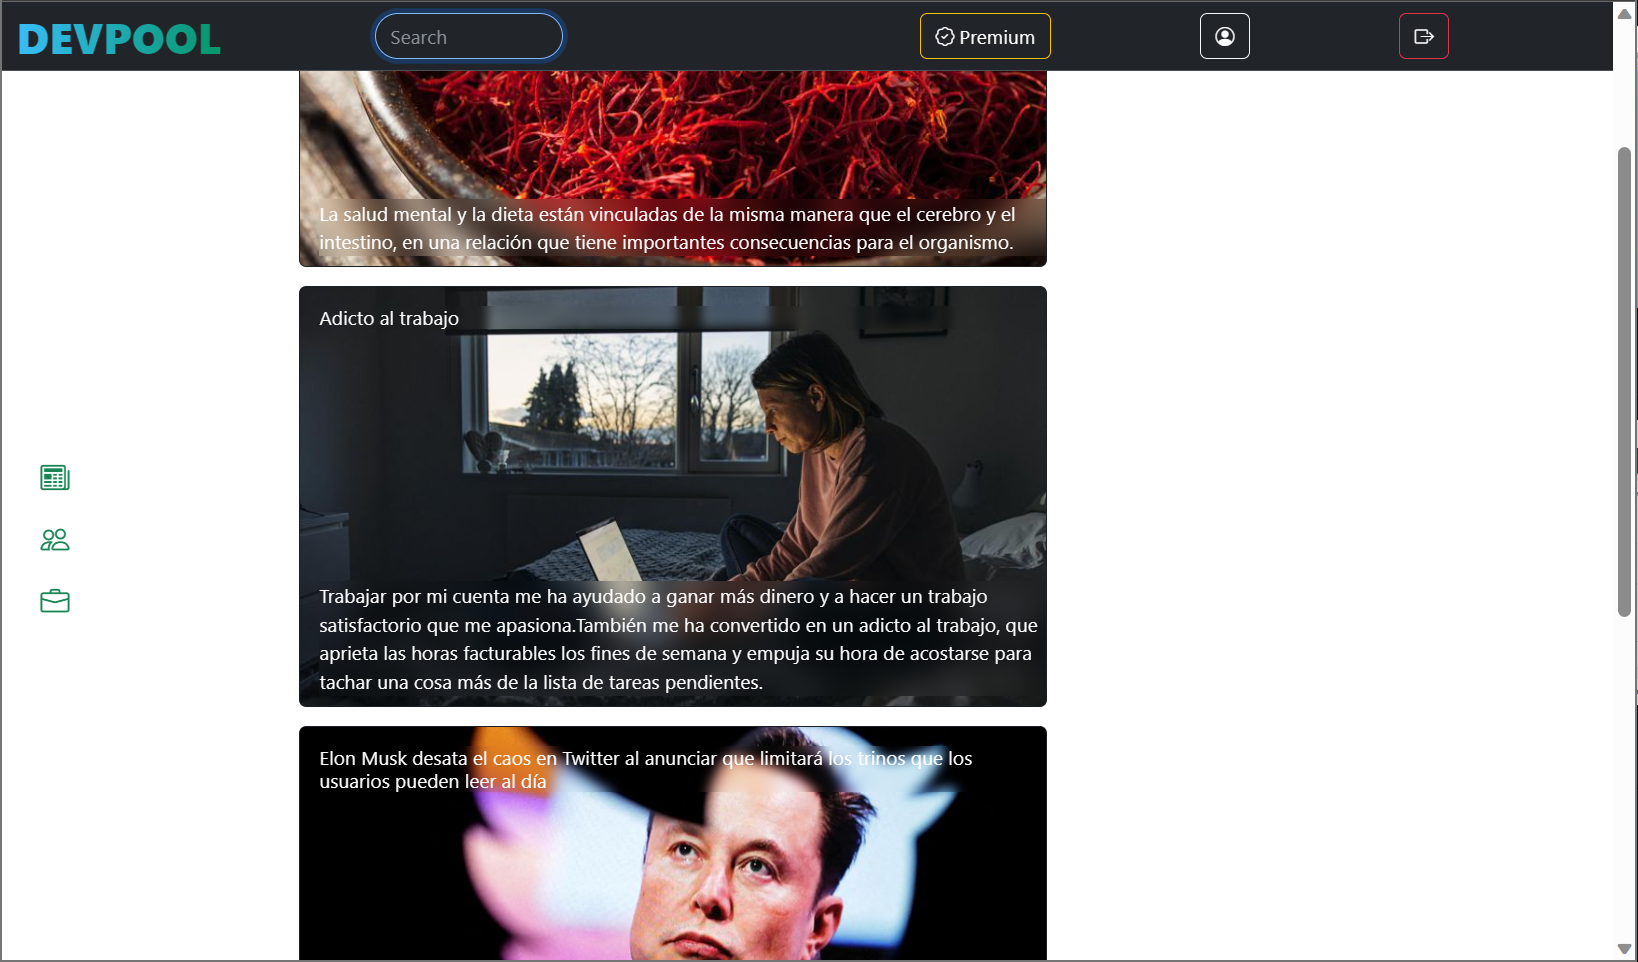 DEVPOOL
Search
Premium
La salud mental y la dieta están vinculadas de la misma manera que el cerebro y el
intestino, en una relación que tiene importantes consecuencias para el organismo.
Adicto al trabajo
Trabajar por mi cuenta me ha ayudado a ganar más dinero y a hacer un trabajo
satisfactorio que me apasiona.También me ha convertido en un adicto al trabajo, que
aprieta las horas facturables los fines de semana y empuja su hora de acostarse para
tachar una cosa más de la lista de tareas pendientes.
Elon Musk desata el caos en Twitter al anunciar que limitará los trinos que los
usuarios pueden leer al día